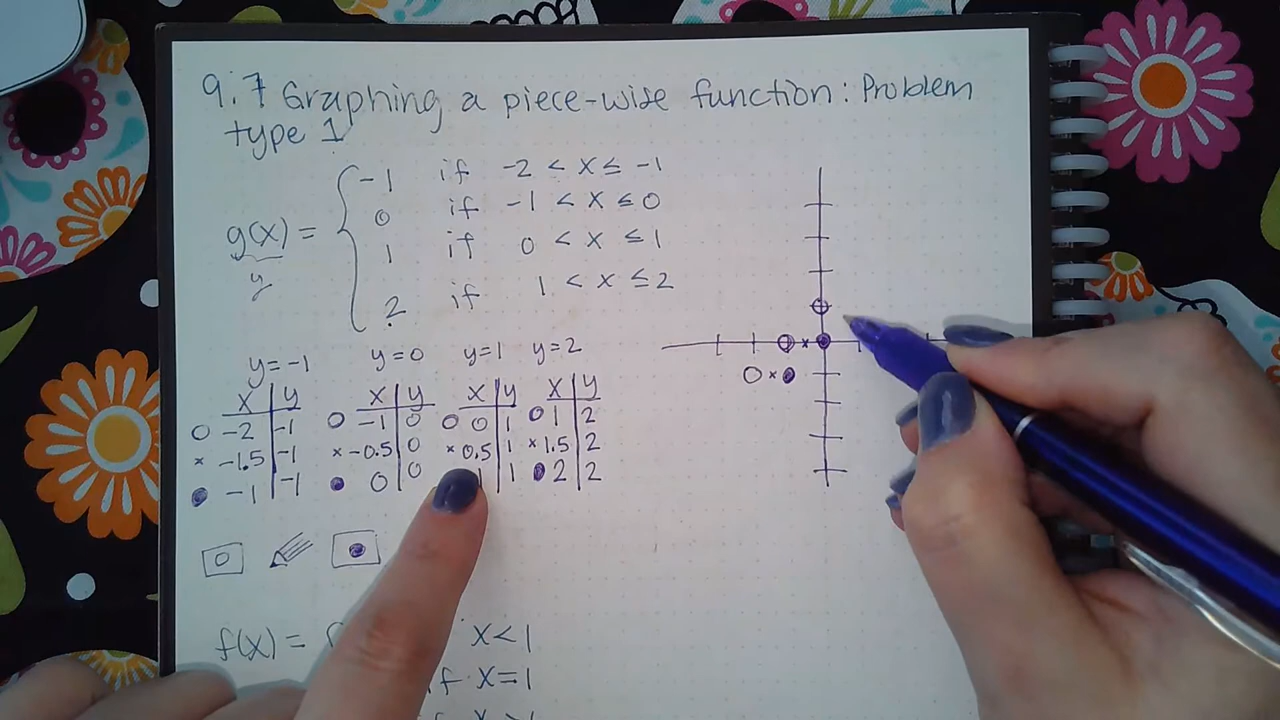 9.7 Graphing a piece-wise function: Problem
type 1
-1 if -2 < x ≤ -1
0 if -1 < x ≤ 0
g(x) =
1 if 0 < x ≤ 1
y
2 if 1 < x ≤ 2
y=-1 y=0 y=1 y=2
x y x y x y x y
○ -2 -1 ○ -1 0 ○ 0 1 ○ 1 2
× -1.5 -1 × -0.5 0 × 0.5 1 × 1.5 2
● -1 -1 ● 0 0 1 1 ● 2 2
f(x) = x<1
if x=1
x>1